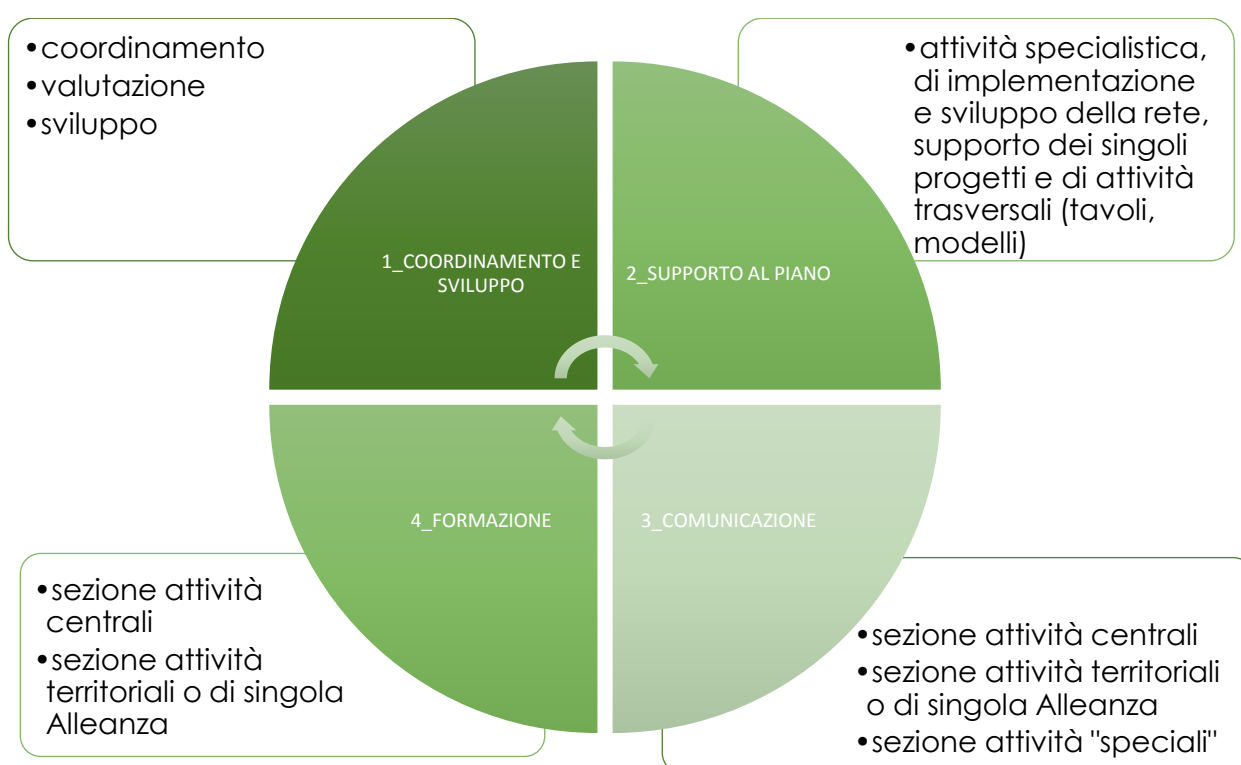 •coordinamento
•valutazione
•sviluppo
•attività specialistica,
di implementazione
e sviluppo della rete,
supporto dei singoli
progetti e di attività
trasversali (tavoli,
modelli)
1_COORDINAMENTO E
SVILUPPO
2_SUPPORTO AL PIANO
4_FORMAZIONE
3_COMUNICAZIONE
•sezione attività
centrali
•sezione attività
territoriali o di singola
Alleanza
•sezione attività centrali
•sezione attività territoriali
o di singola Alleanza
•sezione attività "speciali"